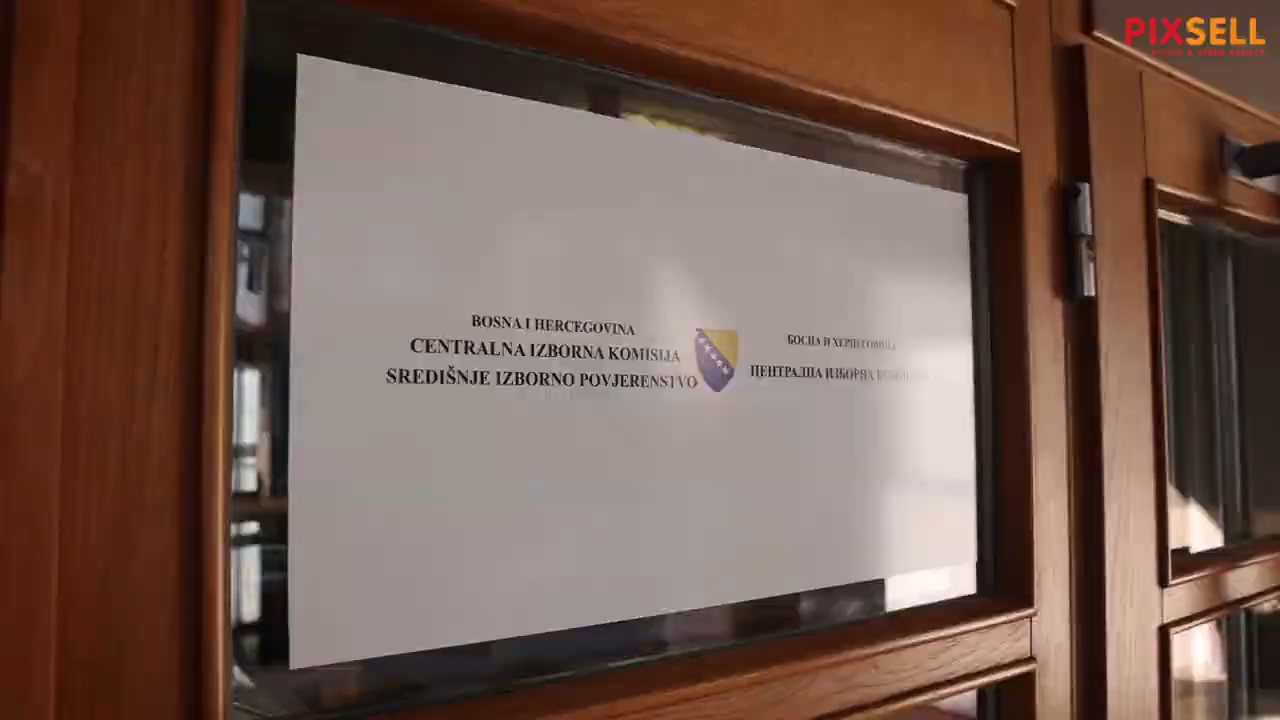 PIXSELL
BOSNA I HERCEGOVINA
CENTRALNA IZBORNA KOMISIJA
SREDIŠNJE IZBORNO POVJERENSTVO
БОСНА И ХЕРЦЕГОВИНА
ЦЕНТРАЛНА ИЗБОРНА